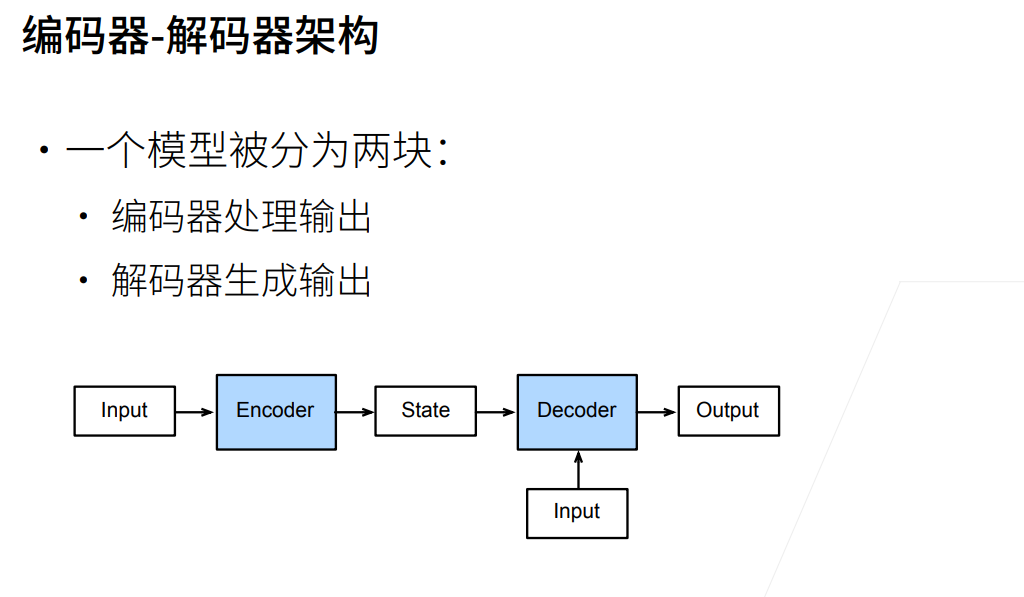 编码器-解码器架构
• 一个模型被分为两块：
• 编码器处理输出
• 解码器生成输出
Input
Encoder
State
Decoder
Output
Input